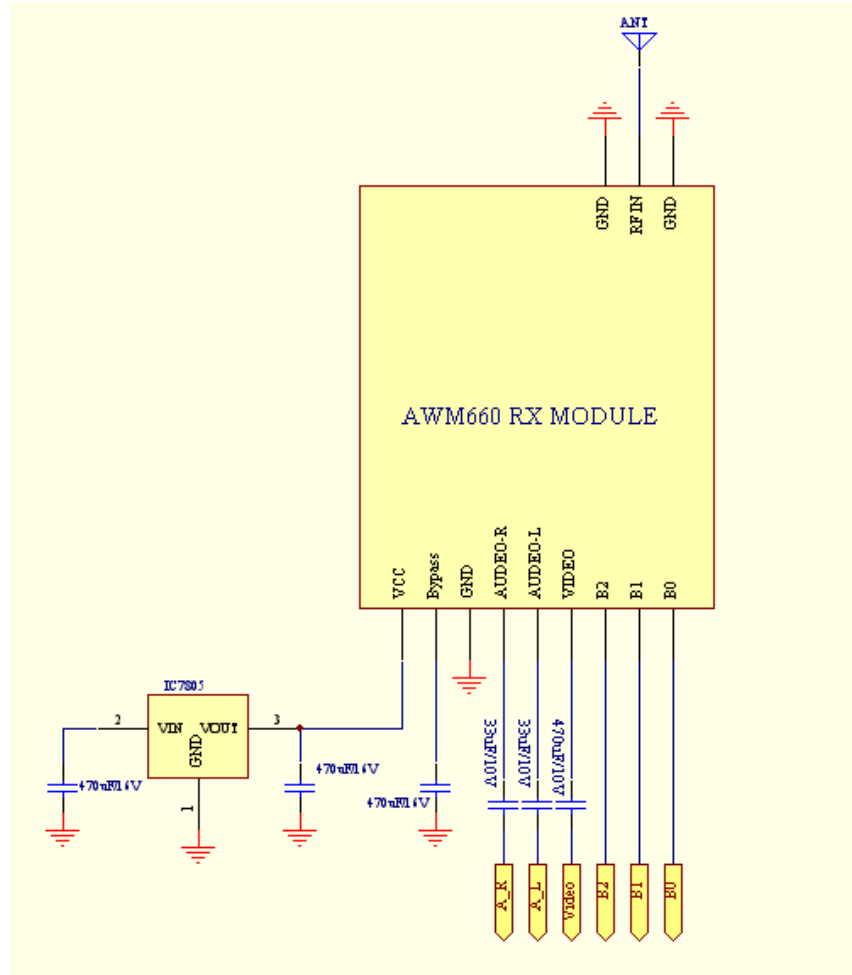 ANT
GND
RFIN
GND
AWM660 RX MODULE
VCC
Bypass
GND
AUDEO-R
AUDEO-L
VIDEO
B2
B1
B0
IC7805
2
VIN
VOUT
3
GND
1
470uF/16V
470uF/16V
470uF/16V
33uF/10V
33uF/10V
470uF/10V
A_R
A_L
Video
B2
B1
B0